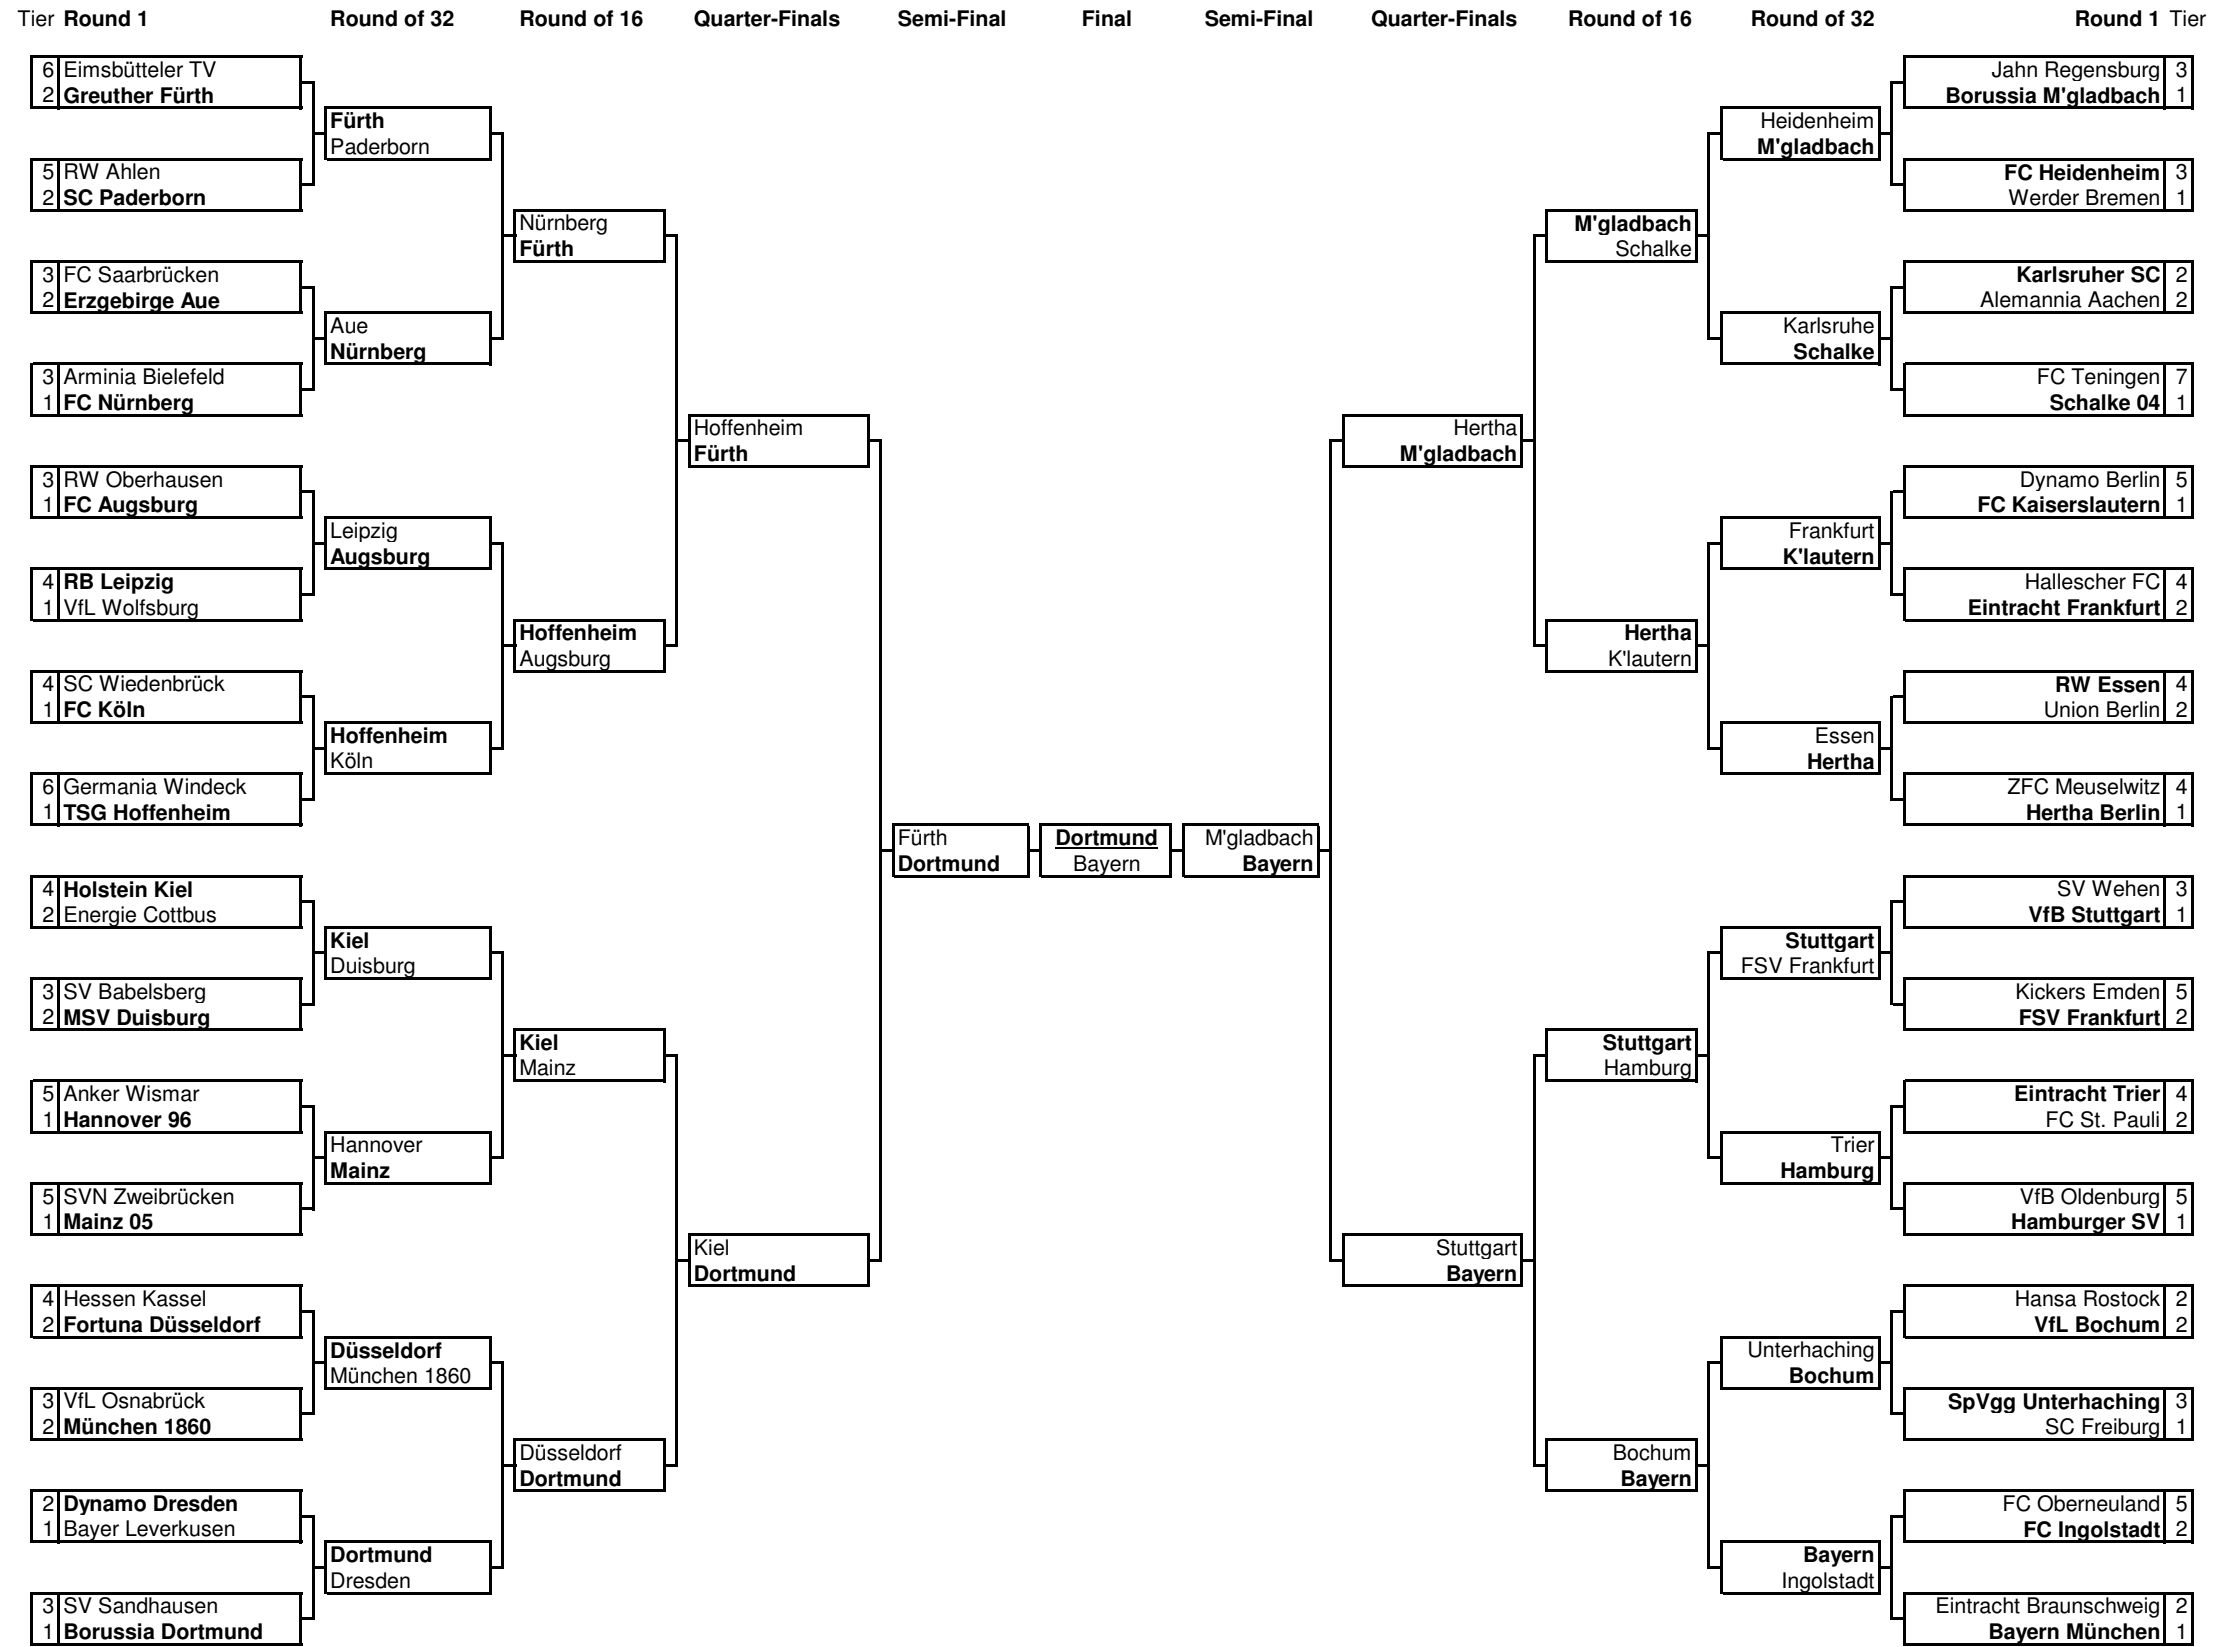 Tier Round 1 Round of 32 Round of 16 Quarter-Finals Semi-Final Final Semi-Final Quarter-Finals Round of 16 Round of 32 Round 1 Tier
6 Eimsbütteler TV
2 Greuther Fürth
5 RW Ahlen
2 SC Paderborn
3 FC Saarbrücken
2 Erzgebirge Aue
3 Arminia Bielefeld
1 FC Nürnberg
3 RW Oberhausen
1 FC Augsburg
4 RB Leipzig
1 VfL Wolfsburg
4 SC Wiedenbrück
1 FC Köln
6 Germania Windeck
1 TSG Hoffenheim
4 Holstein Kiel
2 Energie Cottbus
3 SV Babelsberg
2 MSV Duisburg
5 Anker Wismar
1 Hannover 96
5 SVN Zweibrücken
1 Mainz 05
4 Hessen Kassel
2 Fortuna Düsseldorf
3 VfL Osnabrück
2 München 1860
2 Dynamo Dresden
1 Bayer Leverkusen
3 SV Sandhausen
1 Borussia Dortmund
Fürth
Paderborn
Aue
Nürnberg
Leipzig
Augsburg
Hoffenheim
Köln
Kiel
Duisburg
Hannover
Mainz
Düsseldorf
München 1860
Dortmund
Dresden
Nürnberg
Fürth
Hoffenheim
Augsburg
Kiel
Mainz
Düsseldorf
Dortmund
Hoffenheim
Fürth
Kiel
Dortmund
Fürth
Dortmund
Dortmund
Bayern
M'gladbach
Bayern
Hertha
M'gladbach
Stuttgart
Bayern
M'gladbach
Schalke
Hertha
K'lautern
Stuttgart
Hamburg
Bochum
Bayern
Heidenheim
M'gladbach
Karlsruhe
Schalke
Frankfurt
K'lautern
Essen
Hertha
Stuttgart
FSV Frankfurt
Trier
Hamburg
Unterhaching
Bochum
Bayern
Ingolstadt
Jahn Regensburg 3
Borussia M'gladbach 1
FC Heidenheim 3
Werder Bremen 1
Karlsruher SC 2
Alemannia Aachen 2
FC Teningen 7
Schalke 04 1
Dynamo Berlin 5
FC Kaiserslautern 1
Hallescher FC 4
Eintracht Frankfurt 2
RW Essen 4
Union Berlin 2
ZFC Meuselwitz 4
Hertha Berlin 1
SV Wehen 3
VfB Stuttgart 1
Kickers Emden 5
FSV Frankfurt 2
Eintracht Trier 4
FC St. Pauli 2
VfB Oldenburg 5
Hamburger SV 1
Hansa Rostock 2
VfL Bochum 2
SpVgg Unterhaching 3
SC Freiburg 1
FC Oberneuland 5
FC Ingolstadt 2
Eintracht Braunschweig 2
Bayern München 1